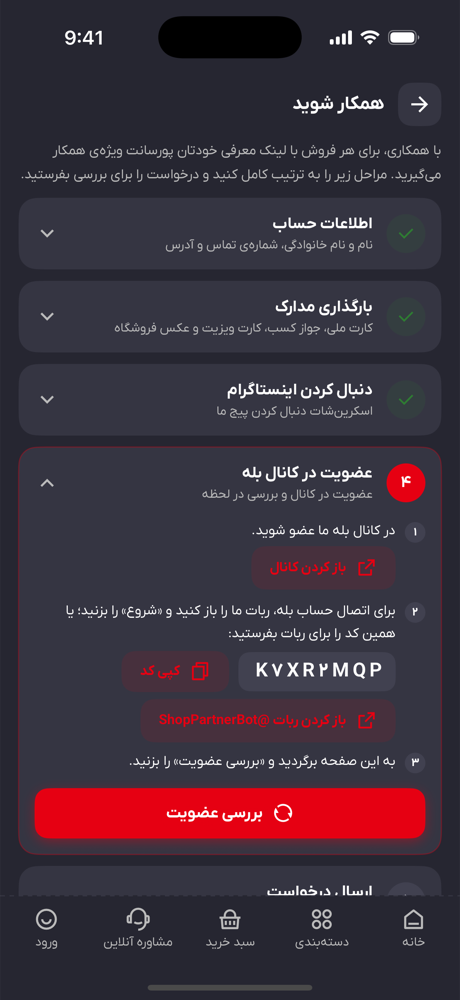 9:41
همکار شوید
با همکاری، برای هر فروش با لینک معرفی خودتان پورسانت ویژه‌ی همکار
می‌گیرید. مراحل زیر را به ترتیب کامل کنید و درخواست را برای بررسی بفرستید.
اطلاعات حساب
نام و نام خانوادگی، شماره‌ی تماس و آدرس
بارگذاری مدارک
کارت ملی، جواز کسب، کارت ویزیت و عکس فروشگاه
دنبال کردن اینستاگرام
اسکرین‌شات دنبال کردن پیج ما
۴
عضویت در کانال بله
عضویت در کانال و بررسی در لحظه
۱ در کانال بله ما عضو شوید.
باز کردن کانال
۲ برای اتصال حساب بله، ربات ما را باز کنید و «شروع» را بزنید؛ یا
همین کد را برای ربات بفرستید:
K۷XR۲MQP
کپی کد
باز کردن ربات @ShopPartnerBot
۳ به این صفحه برگردید و «بررسی عضویت» را بزنید.
بررسی عضویت
ارسال درخواست
خانه
دسته‌بندی
سبد خرید
مشاوره آنلاین
ورود